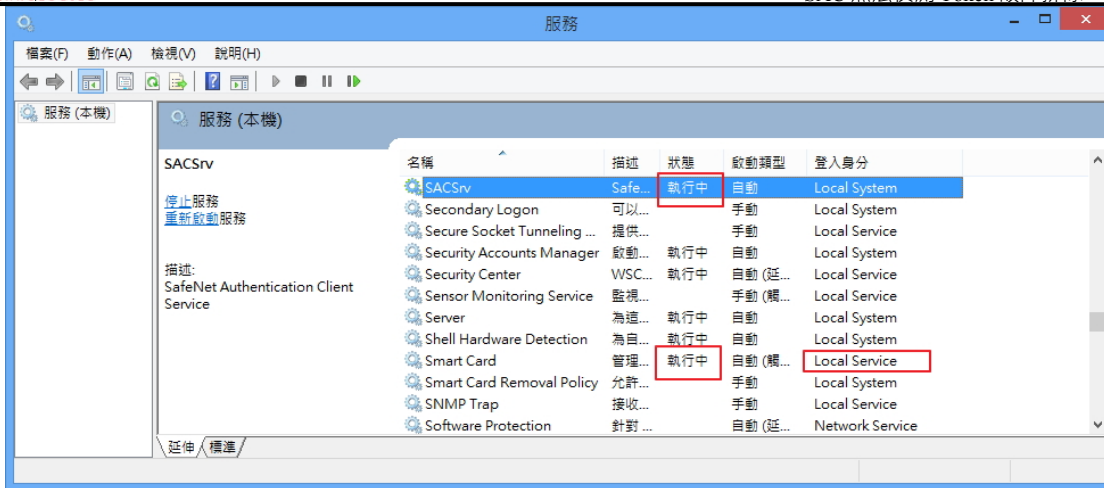 服務
檔案(F) 動作(A) 檢視(V) 說明(H)
服務 (本機)
服務 (本機)
SACSrv
停止服務
重新啟動服務
描述:
SafeNet Authentication Client
Service
名稱 描述 狀態 啟動類型 登入身分
SACSrv Safe... 執行中 自動 Local System
Secondary Logon 可以... 手動 Local System
Secure Socket Tunneling ... 提供... 手動 Local Service
Security Accounts Manager 啟動... 執行中 自動 Local System
Security Center WSC... 執行中 自動 (延... Local Service
Sensor Monitoring Service 監視... 手動 (觸... Local Service
Server 為這... 執行中 自動 Local System
Shell Hardware Detection 為自... 執行中 自動 Local System
Smart Card 管理... 執行中 自動 (觸... Local Service
Smart Card Removal Policy 允許... 手動 Local System
SNMP Trap 接收... 手動 Local Service
Software Protection 針對 ... 自動 (延... Network Service
延伸 標準